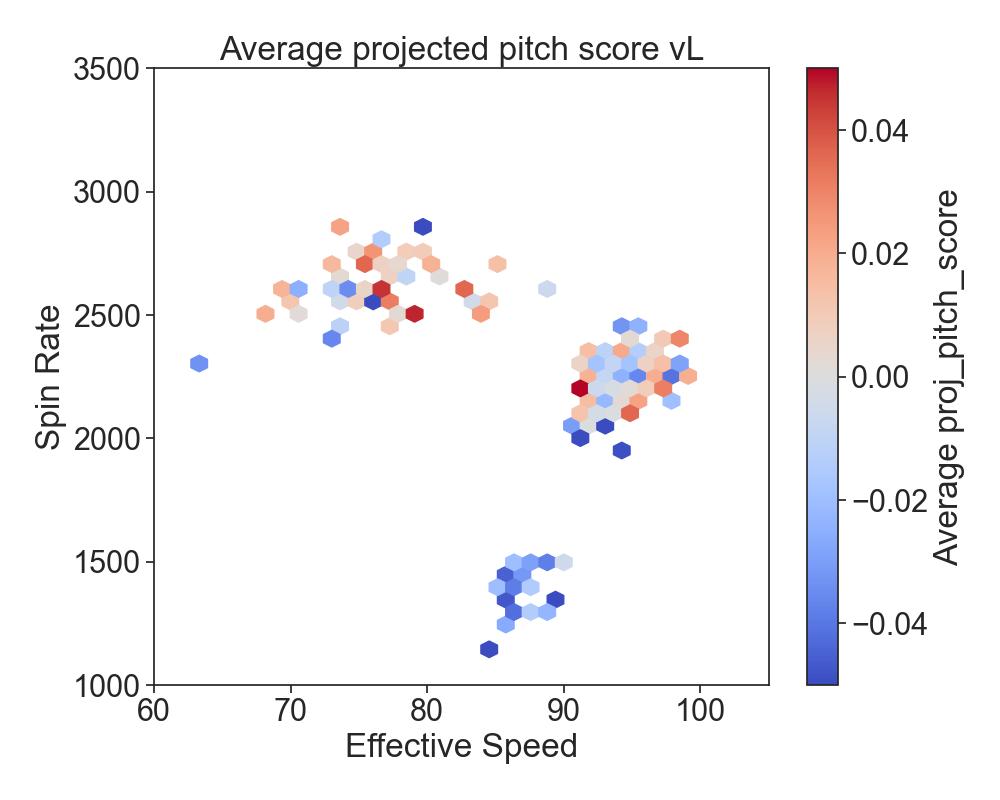 Average projected pitch score vL
3500
3000
2500
2000
1500
1000
Spin Rate
60 70 80 90 100
Effective Speed
0.04
0.02
0.00
−0.02
−0.04
Average proj_pitch_score